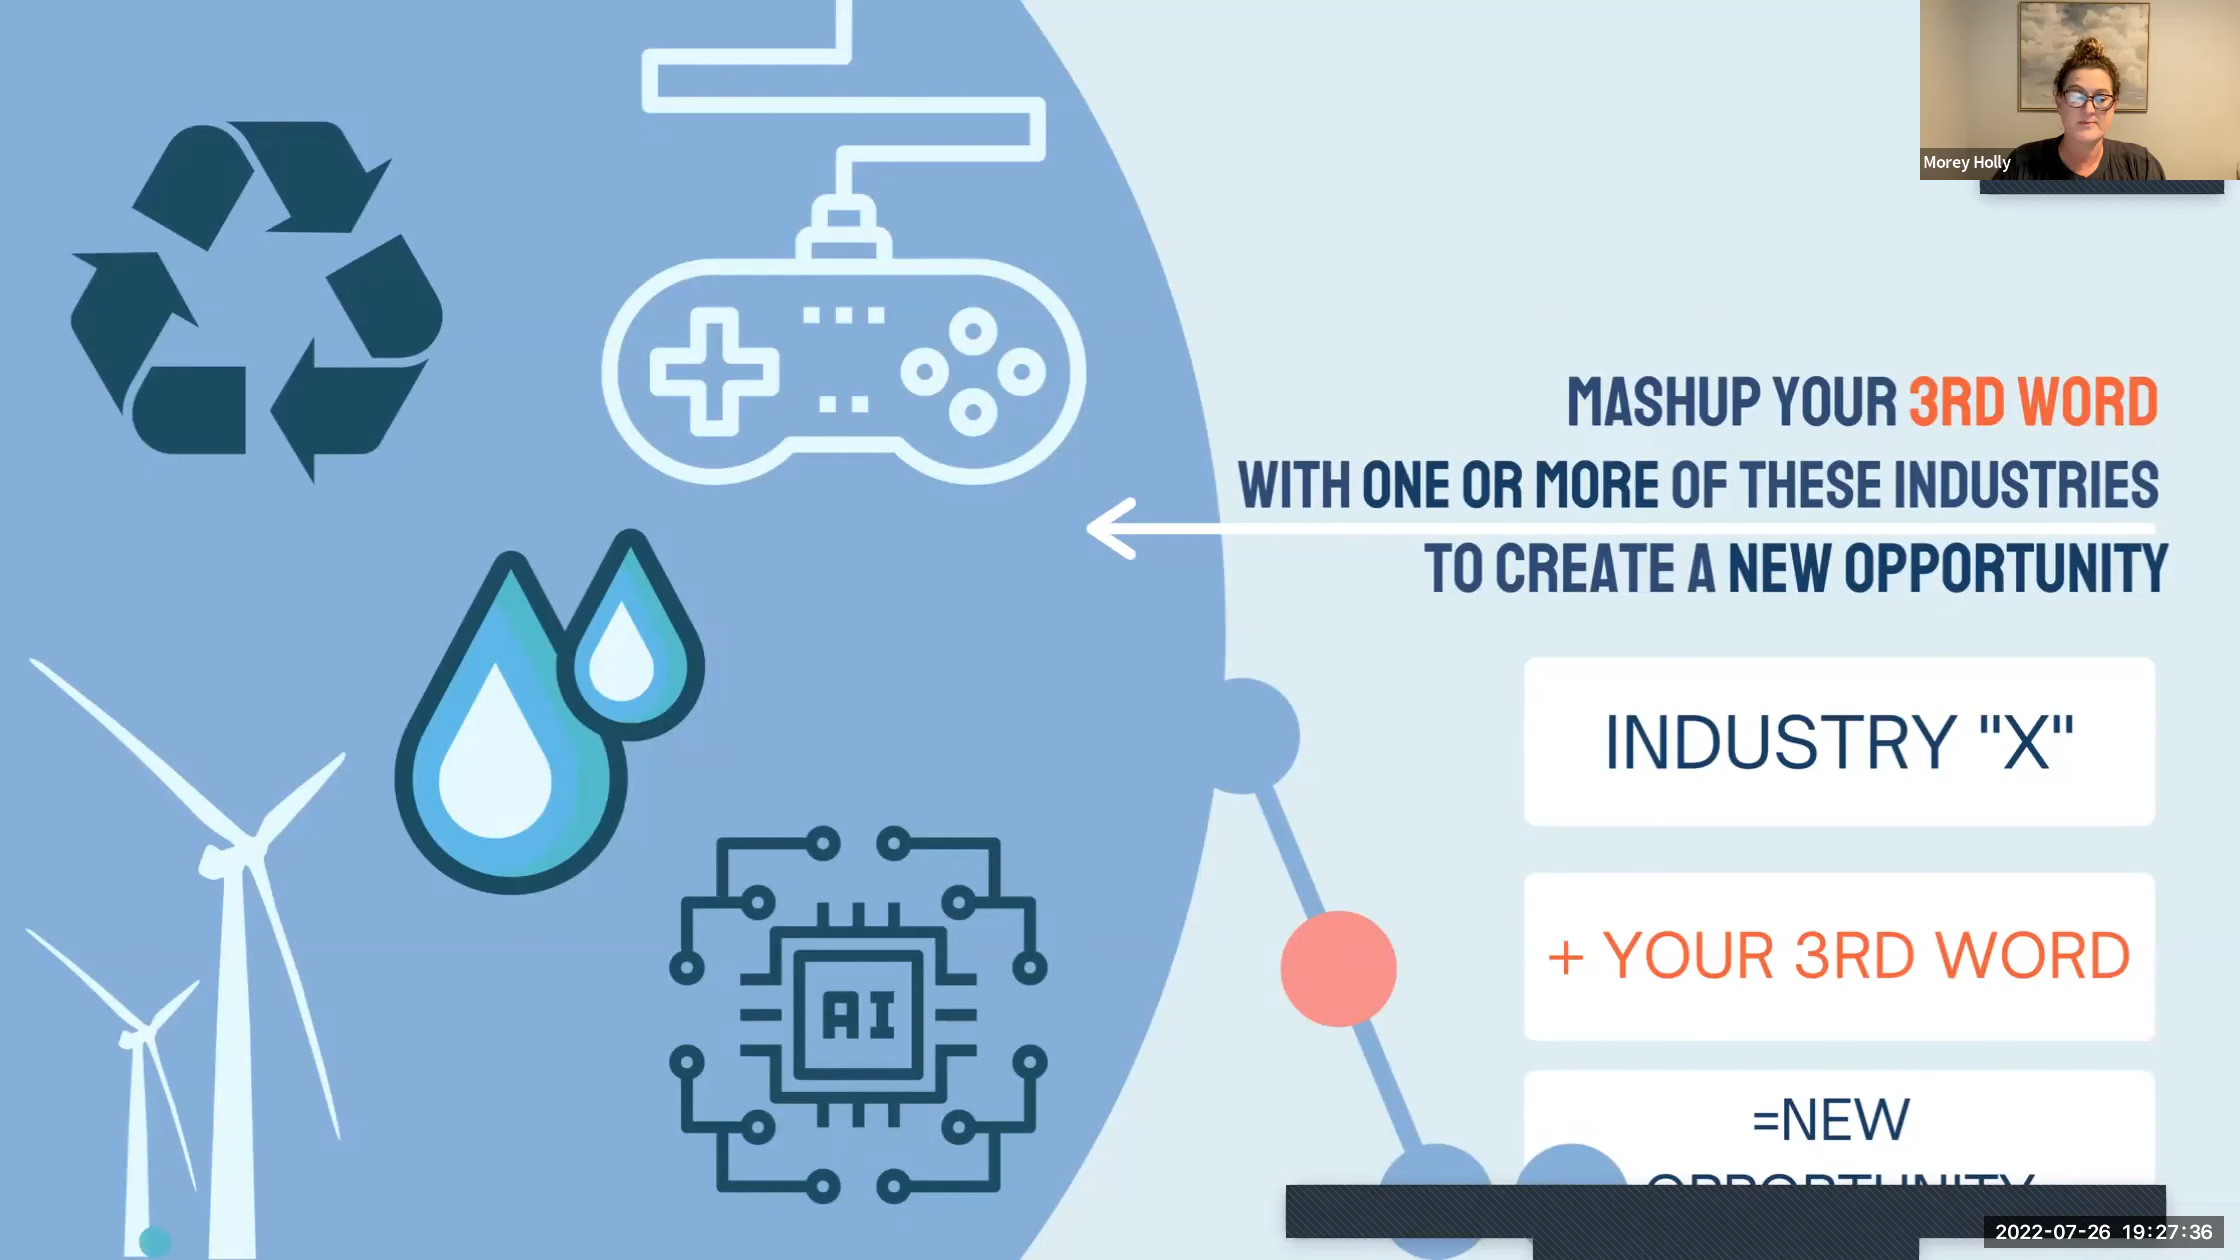 Morey Holly
MASHUP YOUR 3RD WORD
WITH ONE OR MORE OF THESE INDUSTRIES
TO CREATE A NEW OPPORTUNITY
INDUSTRY "X"
+ YOUR 3RD WORD
=NEW
OPPORTUNITY
AI
2022-07-26 19:27:36